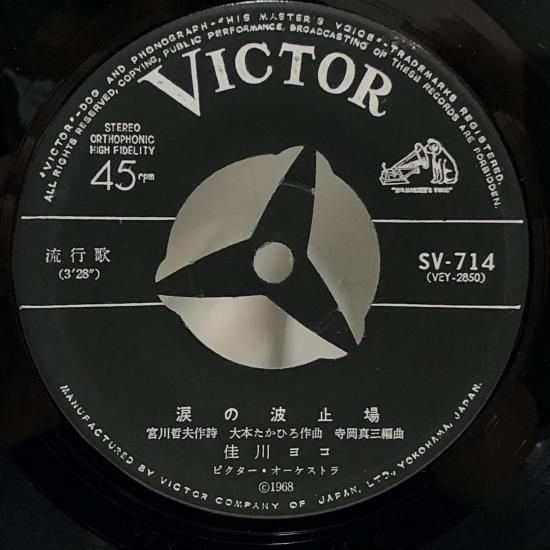 "VICTOR"-DOG AND PHONOGRAPH-"HIS MASTER'S VOICE"-TRADEMARKS REGISTERED.
ALL RIGHTS RESERVED; COPYING, PUBLIC PERFORMANCE, BROADCASTING OF THESE RECORDS ARE FORBIDDEN.
VICTOR
STEREO
ORTHOPHONIC
HIGH FIDELITY
45rpm
"HIS MASTER'S VOICE"
流行歌
(3′28″)
SV-714
(VEY-2850)
涙の波止場
宮川哲夫作詩 大本たかひろ作曲 寺岡真三編曲
佳川ヨコ
ビクター・オーケストラ
©1968
MANUFACTURED BY VICTOR COMPANY OF JAPAN, LTD., YOKOHAMA, JAPAN.